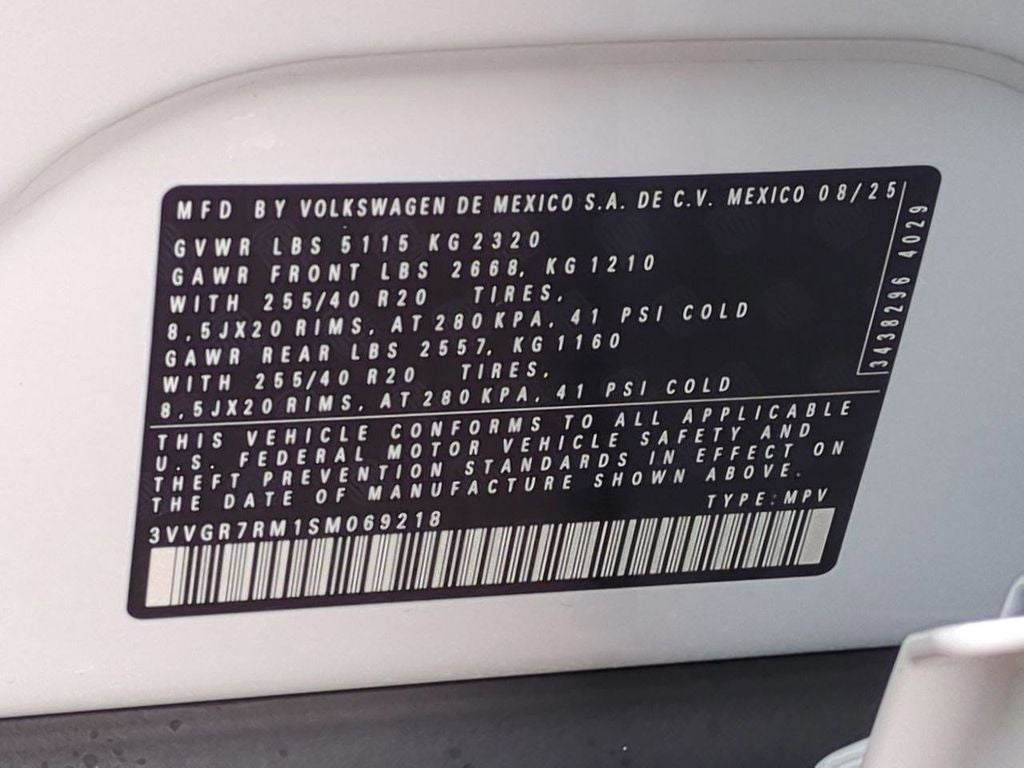 MFD BY VOLKSWAGEN DE MEXICO S.A. DE C.V. MEXICO 08/25
GVWR LBS 5115 KG 2320
GAWR FRONT LBS 2668, KG 1210
WITH 255/40 R20 TIRES,
8,5JX20 RIMS, AT 280 KPA, 41 PSI COLD
GAWR REAR LBS 2557, KG 1160
WITH 255/40 R20 TIRES,
8,5JX20 RIMS, AT 280 KPA, 41 PSI COLD
3438296 4029
THIS VEHICLE CONFORMS TO ALL APPLICABLE
U.S. FEDERAL MOTOR VEHICLE SAFETY AND
THEFT PREVENTION STANDARDS IN EFFECT ON
THE DATE OF MANUFACTURE SHOWN ABOVE.
TYPE: MPV
3VVGR7RM1SM069218